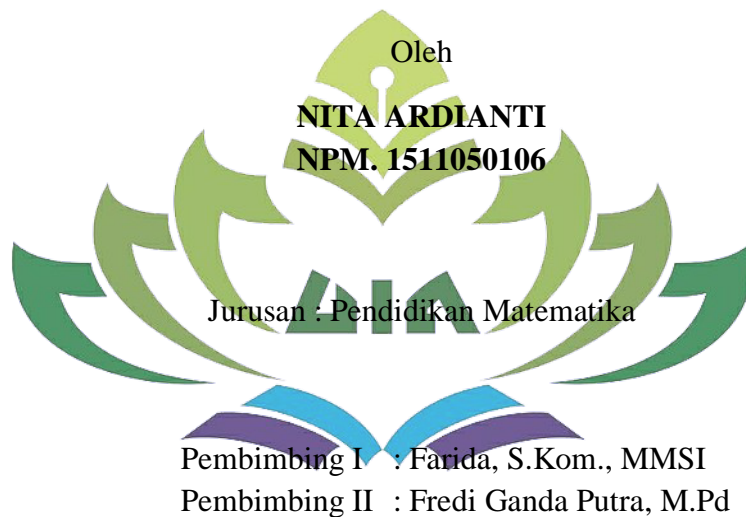 Oleh
NITA ARDIANTI
NPM. 1511050106
Jurusan : Pendidikan Matematika
Pembimbing I : Farida, S.Kom., MMSI
Pembimbing II : Fredi Ganda Putra, M.Pd